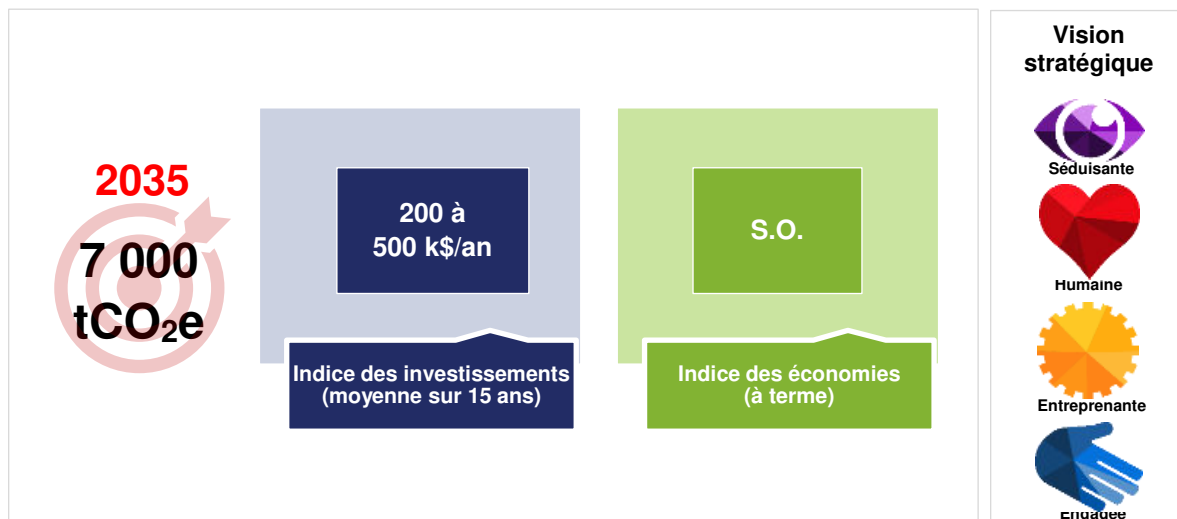 2035
7 000
tCO₂e
200 à
500 k$/an
Indice des investissements
(moyenne sur 15 ans)
S.O.
Indice des économies
(à terme)
Vision
stratégique
Séduisante
Humaine
Entreprenante
Engagée